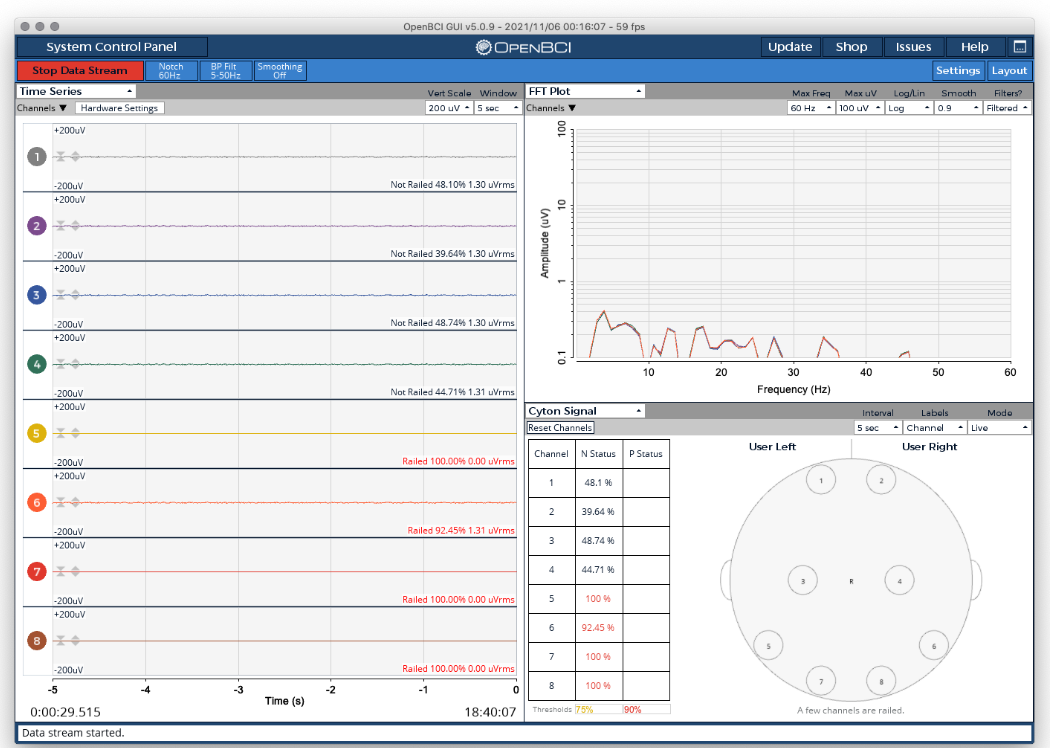 OpenBCI GUI v5.0.9 - 2021/11/06 00:16:07 - 59 fps
System Control Panel
OPENBCI
Update
Shop
Issues
Help
Stop Data Stream
Notch
60Hz
BP Filt
5-50Hz
Smoothing
Off
Settings
Layout
Time Series
Vert Scale
Window
Channels
Hardware Settings
200 uV
5 sec
+200uV
1
-200uV
Not Railed 48.10% 1.30 uVrms
+200uV
2
-200uV
Not Railed 39.64% 1.30 uVrms
+200uV
3
-200uV
Not Railed 48.74% 1.30 uVrms
+200uV
4
-200uV
Not Railed 44.71% 1.31 uVrms
+200uV
5
-200uV
Railed 100.00% 0.00 uVrms
+200uV
6
-200uV
Railed 92.45% 1.31 uVrms
+200uV
7
-200uV
Railed 100.00% 0.00 uVrms
+200uV
8
-200uV
Railed 100.00% 0.00 uVrms
-5 -4 -3 -2 -1 0
Time (s)
0:00:29.515
18:40:07
FFT Plot
Max Freq
Max uV
Log/Lin
Smooth
Filters?
Channels
60 Hz
100 uV
Log
0.9
Filtered
100
10
1
0.1
Amplitude (uV)
10 20 30 40 50 60
Frequency (Hz)
Cyton Signal
Interval
Labels
Mode
Reset Channels
5 sec
Channel
Live
Channel N Status P Status
1 48.1 %
2 39.64 %
3 48.74 %
4 44.71 %
5 100 %
6 92.45 %
7 100 %
8 100 %
Thresholds 75% 90%
User Left
User Right
1 2
3 R 4
5 6
7 8
A few channels are railed.
Data stream started.